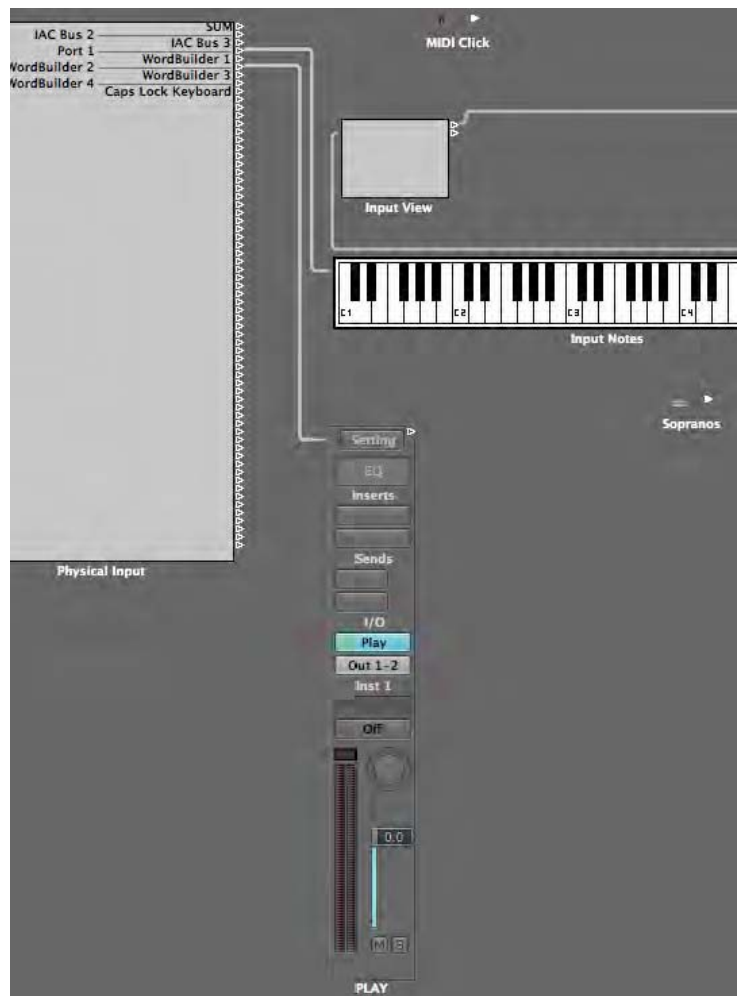 SUM
IAC Bus 2
IAC Bus 3
Port 1
WordBuilder 1
WordBuilder 2
WordBuilder 3
WordBuilder 4
Caps Lock Keyboard
MIDI Click
Input View
C1 C2 C3 C4
Input Notes
Sopranos
Physical Input
Setting
EQ
Inserts
Sends
I/O
Play
Out 1-2
Inst 1
Off
0.0
M S
PLAY